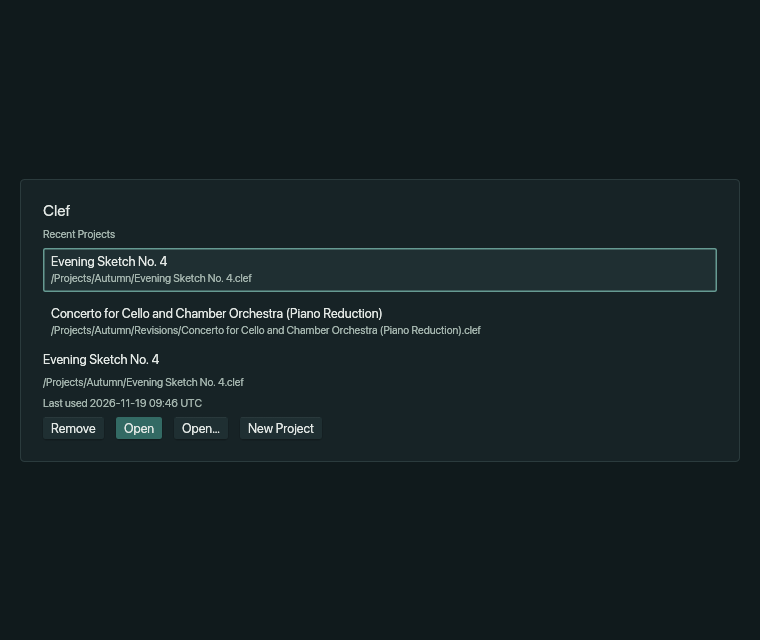 Clef
Recent Projects
Evening Sketch No. 4
/Projects/Autumn/Evening Sketch No. 4.clef
Concerto for Cello and Chamber Orchestra (Piano Reduction)
/Projects/Autumn/Revisions/Concerto for Cello and Chamber Orchestra (Piano Reduction).clef
Evening Sketch No. 4
/Projects/Autumn/Evening Sketch No. 4.clef
Last used 2026-11-19 09:46 UTC
Remove Open Open... New Project